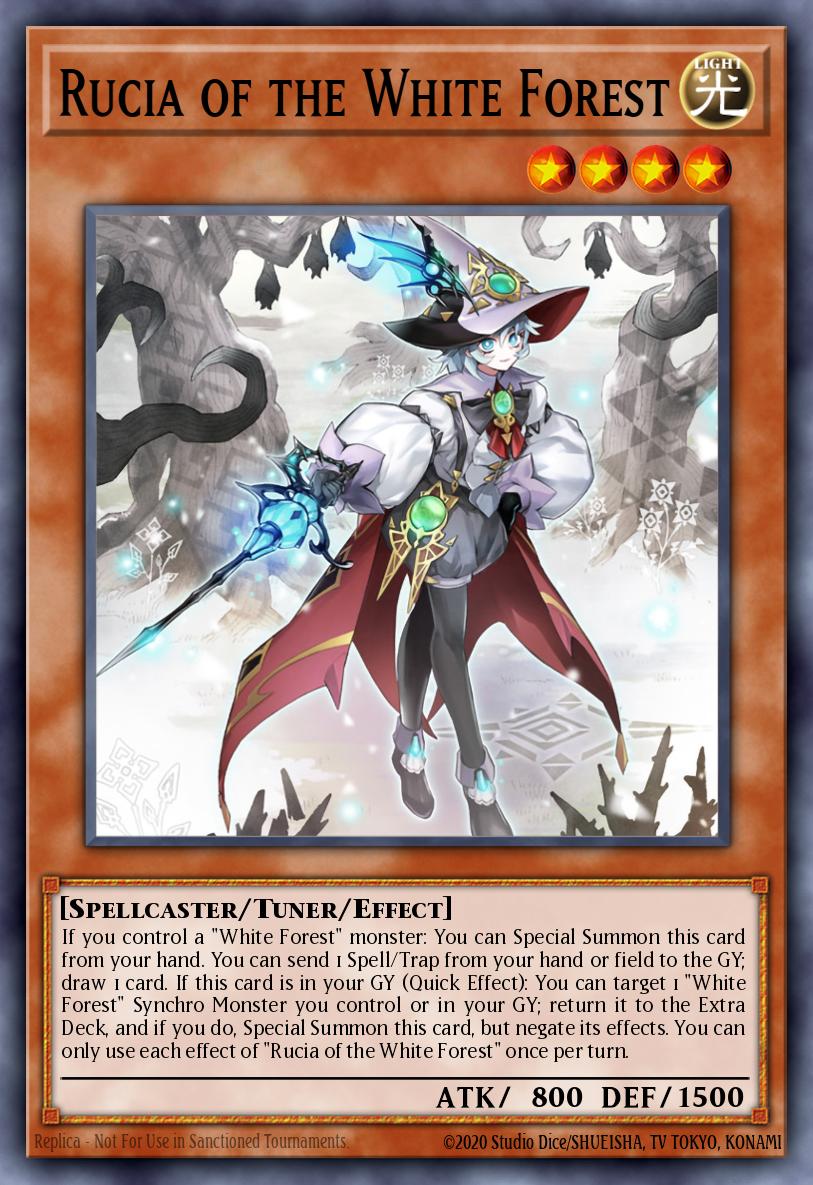 Rucia of the White Forest
LIGHT
光
[Spellcaster/Tuner/Effect]
If you control a "White Forest" monster: You can Special Summon this card
from your hand. You can send 1 Spell/Trap from your hand or field to the GY;
draw 1 card. If this card is in your GY (Quick Effect): You can target 1 "White
Forest" Synchro Monster you control or in your GY; return it to the Extra
Deck, and if you do, Special Summon this card, but negate its effects. You can
only use each effect of "Rucia of the White Forest" once per turn.
ATK/ 800 DEF/1500
Replica - Not For Use in Sanctioned Tournaments. ©2020 Studio Dice/SHUEISHA, TV TOKYO, KONAMI